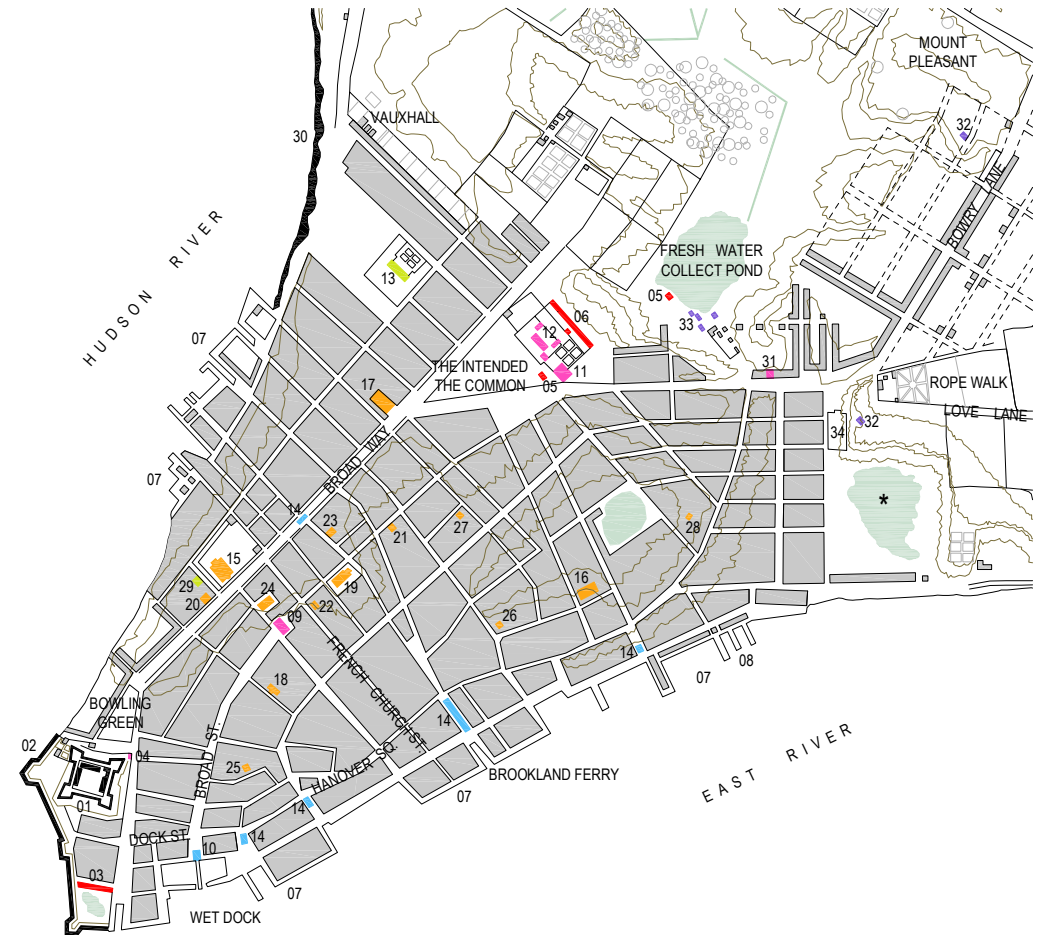 MOUNT
PLEASANT
VAUXHALL
32
30
BOWRY LANE
HUDSON RIVER
FRESH WATER
COLLECT POND
13
05
06
33
07
12
THE INTENDED
THE COMMON
11
05
31
17
ROPE WALK
LOVE LANE
32
34
BROAD WAY
07
14
23
21
27
28
*
15
29
20
24
19
22
16
09
26
FRENCH CHURCH ST.
14
07
08
18
BOWLING
GREEN
14
02
04
BROAD ST.
25
HANOVER SQ.
BROOKLAND FERRY
EAST RIVER
01
14
07
DOCK ST.
10
14
03
07
WET DOCK